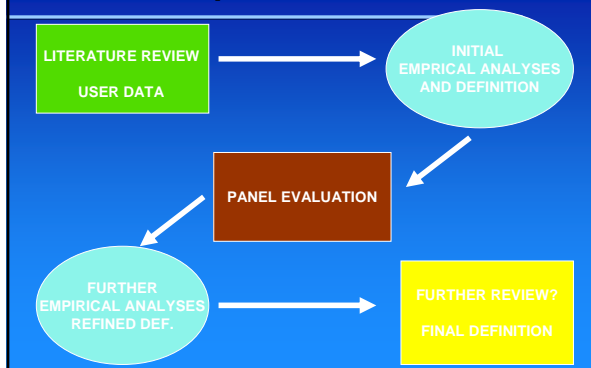 LITERATURE REVIEW
USER DATA
INITIAL
EMPRICAL ANALYSES
AND DEFINITION
PANEL EVALUATION
FURTHER
EMPIRICAL ANALYSES
REFINED DEF.
FURTHER REVIEW?
FINAL DEFINITION